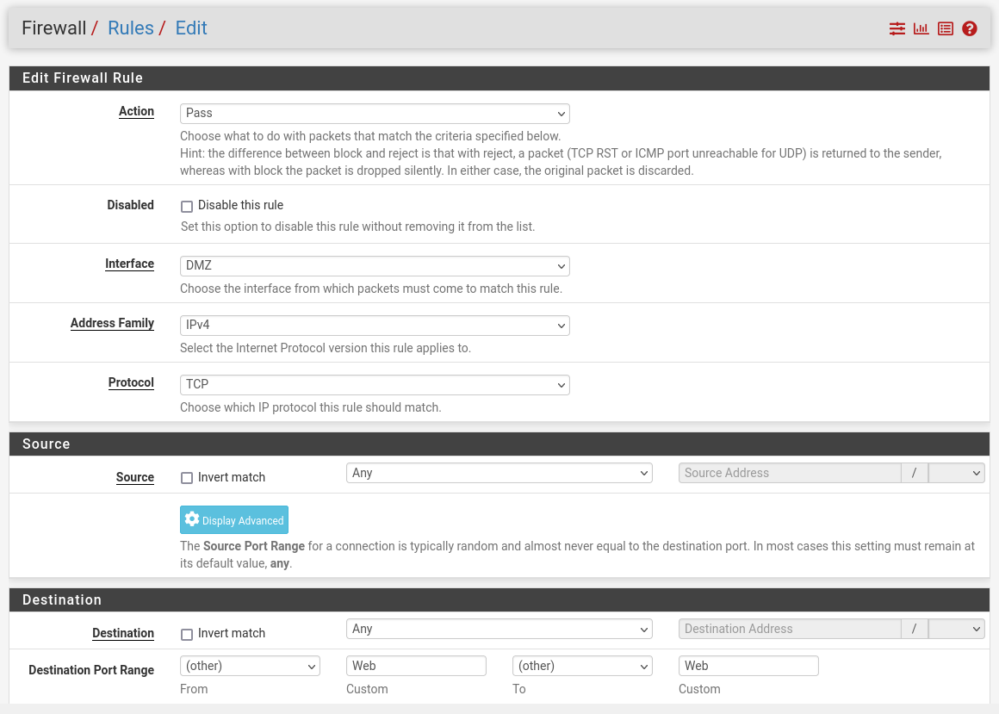 Firewall / Rules / Edit
Edit Firewall Rule
Action
Pass
Choose what to do with packets that match the criteria specified below.
Hint: the difference between block and reject is that with reject, a packet (TCP RST or ICMP port unreachable for UDP) is returned to the sender,
whereas with block the packet is dropped silently. In either case, the original packet is discarded.
Disabled
Disable this rule
Set this option to disable this rule without removing it from the list.
Interface
DMZ
Choose the interface from which packets must come to match this rule.
Address Family
IPv4
Select the Internet Protocol version this rule applies to.
Protocol
TCP
Choose which IP protocol this rule should match.
Source
Source Invert match Any Source Address /
Display Advanced
The Source Port Range for a connection is typically random and almost never equal to the destination port. In most cases this setting must remain at
its default value, any.
Destination
Destination Invert match Any Destination Address /
Destination Port Range (other) Web (other) Web
From Custom To Custom